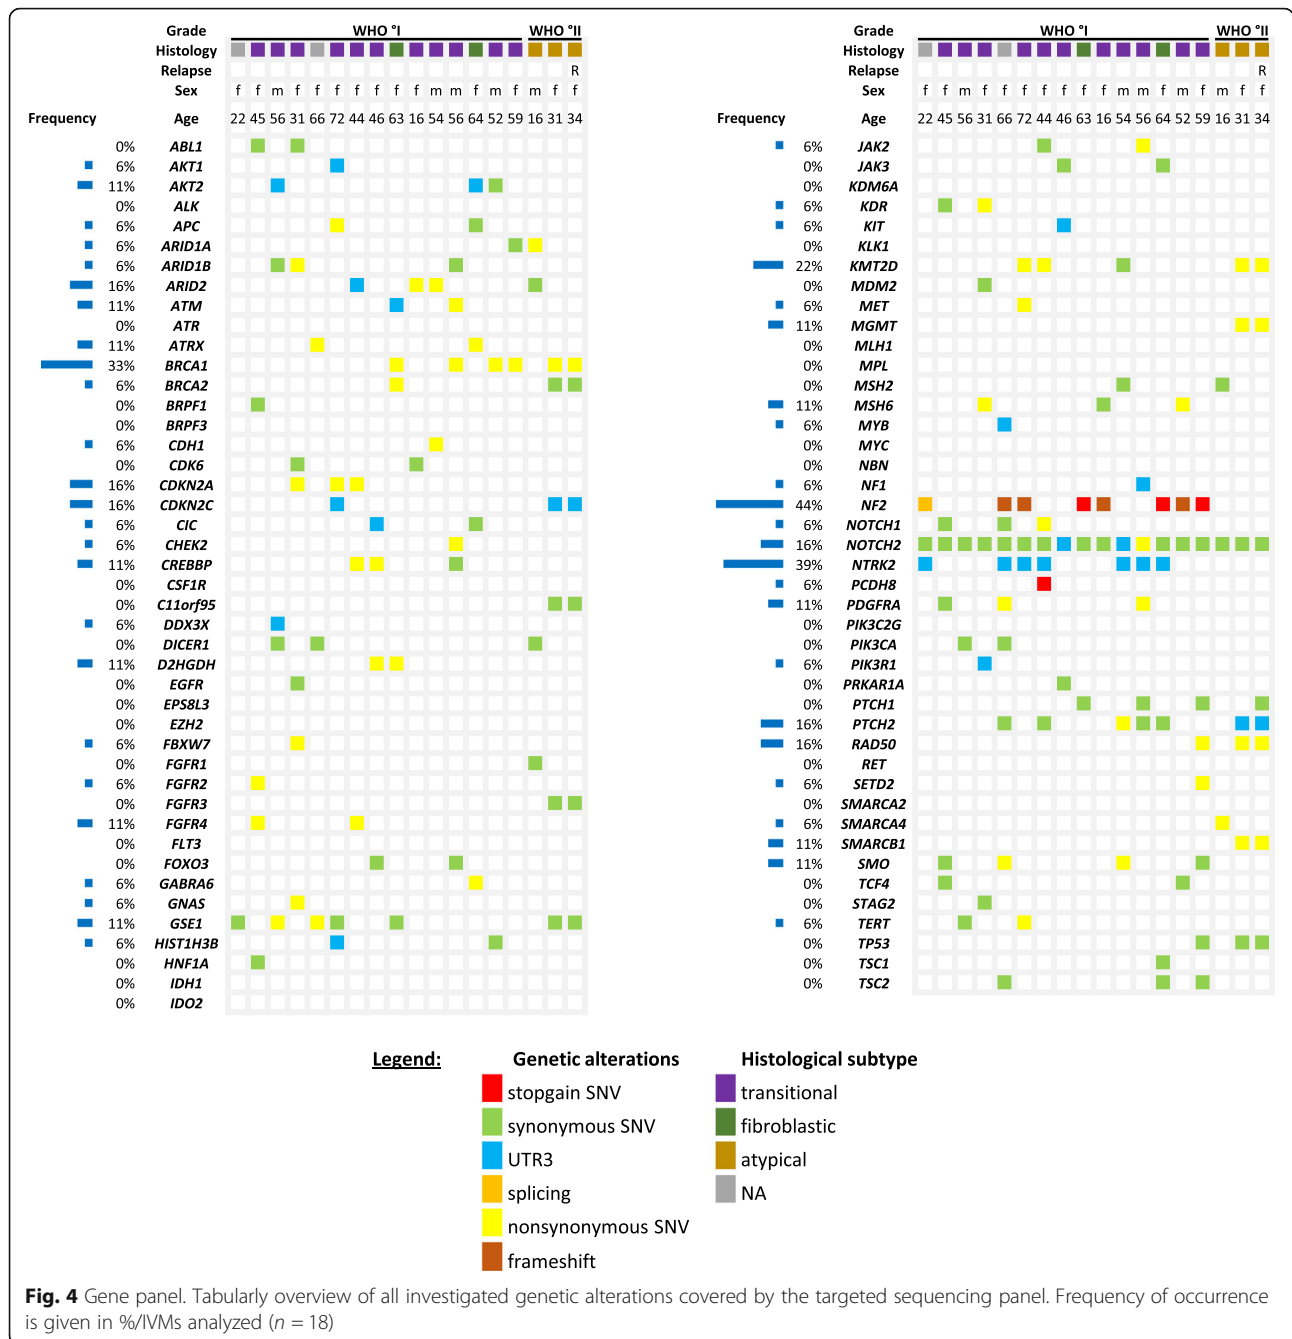 Grade WHO °I WHO °II
Histology
Relapse R
Sex f f m f f f f f f f m m f m f m f f
Frequency Age 22 45 56 31 66 72 44 46 63 16 54 56 64 52 59 16 31 34
0% ABL1
6% AKT1
11% AKT2
0% ALK
6% APC
6% ARID1A
6% ARID1B
16% ARID2
11% ATM
0% ATR
11% ATRX
33% BRCA1
6% BRCA2
0% BRPF1
0% BRPF3
6% CDH1
0% CDK6
16% CDKN2A
16% CDKN2C
6% CIC
6% CHEK2
11% CREBBP
0% CSF1R
0% C11orf95
6% DDX3X
0% DICER1
11% D2HGDH
0% EGFR
0% EPS8L3
0% EZH2
6% FBXW7
0% FGFR1
6% FGFR2
0% FGFR3
11% FGFR4
0% FLT3
0% FOXO3
6% GABRA6
6% GNAS
11% GSE1
6% HIST1H3B
0% HNF1A
0% IDH1
0% IDO2
Grade WHO °I WHO °II
Histology
Relapse R
Sex f f m f f f f f f f m m f m f m f f
Frequency Age 22 45 56 31 66 72 44 46 63 16 54 56 64 52 59 16 31 34
6% JAK2
0% JAK3
0% KDM6A
6% KDR
6% KIT
0% KLK1
22% KMT2D
0% MDM2
6% MET
11% MGMT
0% MLH1
0% MPL
0% MSH2
11% MSH6
6% MYB
0% MYC
0% NBN
6% NF1
44% NF2
6% NOTCH1
16% NOTCH2
39% NTRK2
6% PCDH8
11% PDGFRA
0% PIK3C2G
0% PIK3CA
6% PIK3R1
0% PRKAR1A
0% PTCH1
16% PTCH2
16% RAD50
0% RET
6% SETD2
0% SMARCA2
6% SMARCA4
11% SMARCB1
11% SMO
0% TCF4
0% STAG2
6% TERT
0% TP53
0% TSC1
0% TSC2
Legend: Genetic alterations Histological subtype
stopgain SNV transitional
synonymous SNV fibroblastic
UTR3 atypical
splicing NA
nonsynonymous SNV
frameshift
Fig. 4 Gene panel. Tabularly overview of all investigated genetic alterations covered by the targeted sequencing panel. Frequency of occurrence
is given in %/IVMs analyzed (n = 18)